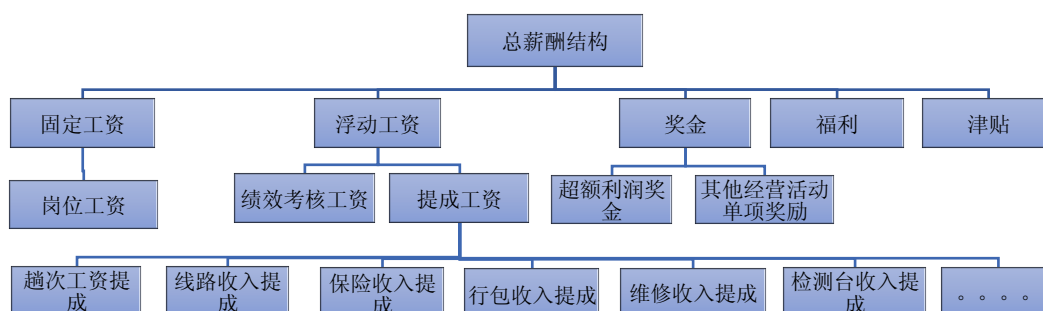 总薪酬结构
固定工资
浮动工资
奖金
福利
津贴
岗位工资
绩效考核工资
提成工资
超额利润奖
金
其他经营活动
单项奖励
趟次工资提
成
线路收入提
成
保险收入提
成
行包收入提成
维修收入提成
检测台收入提
成
。。。。